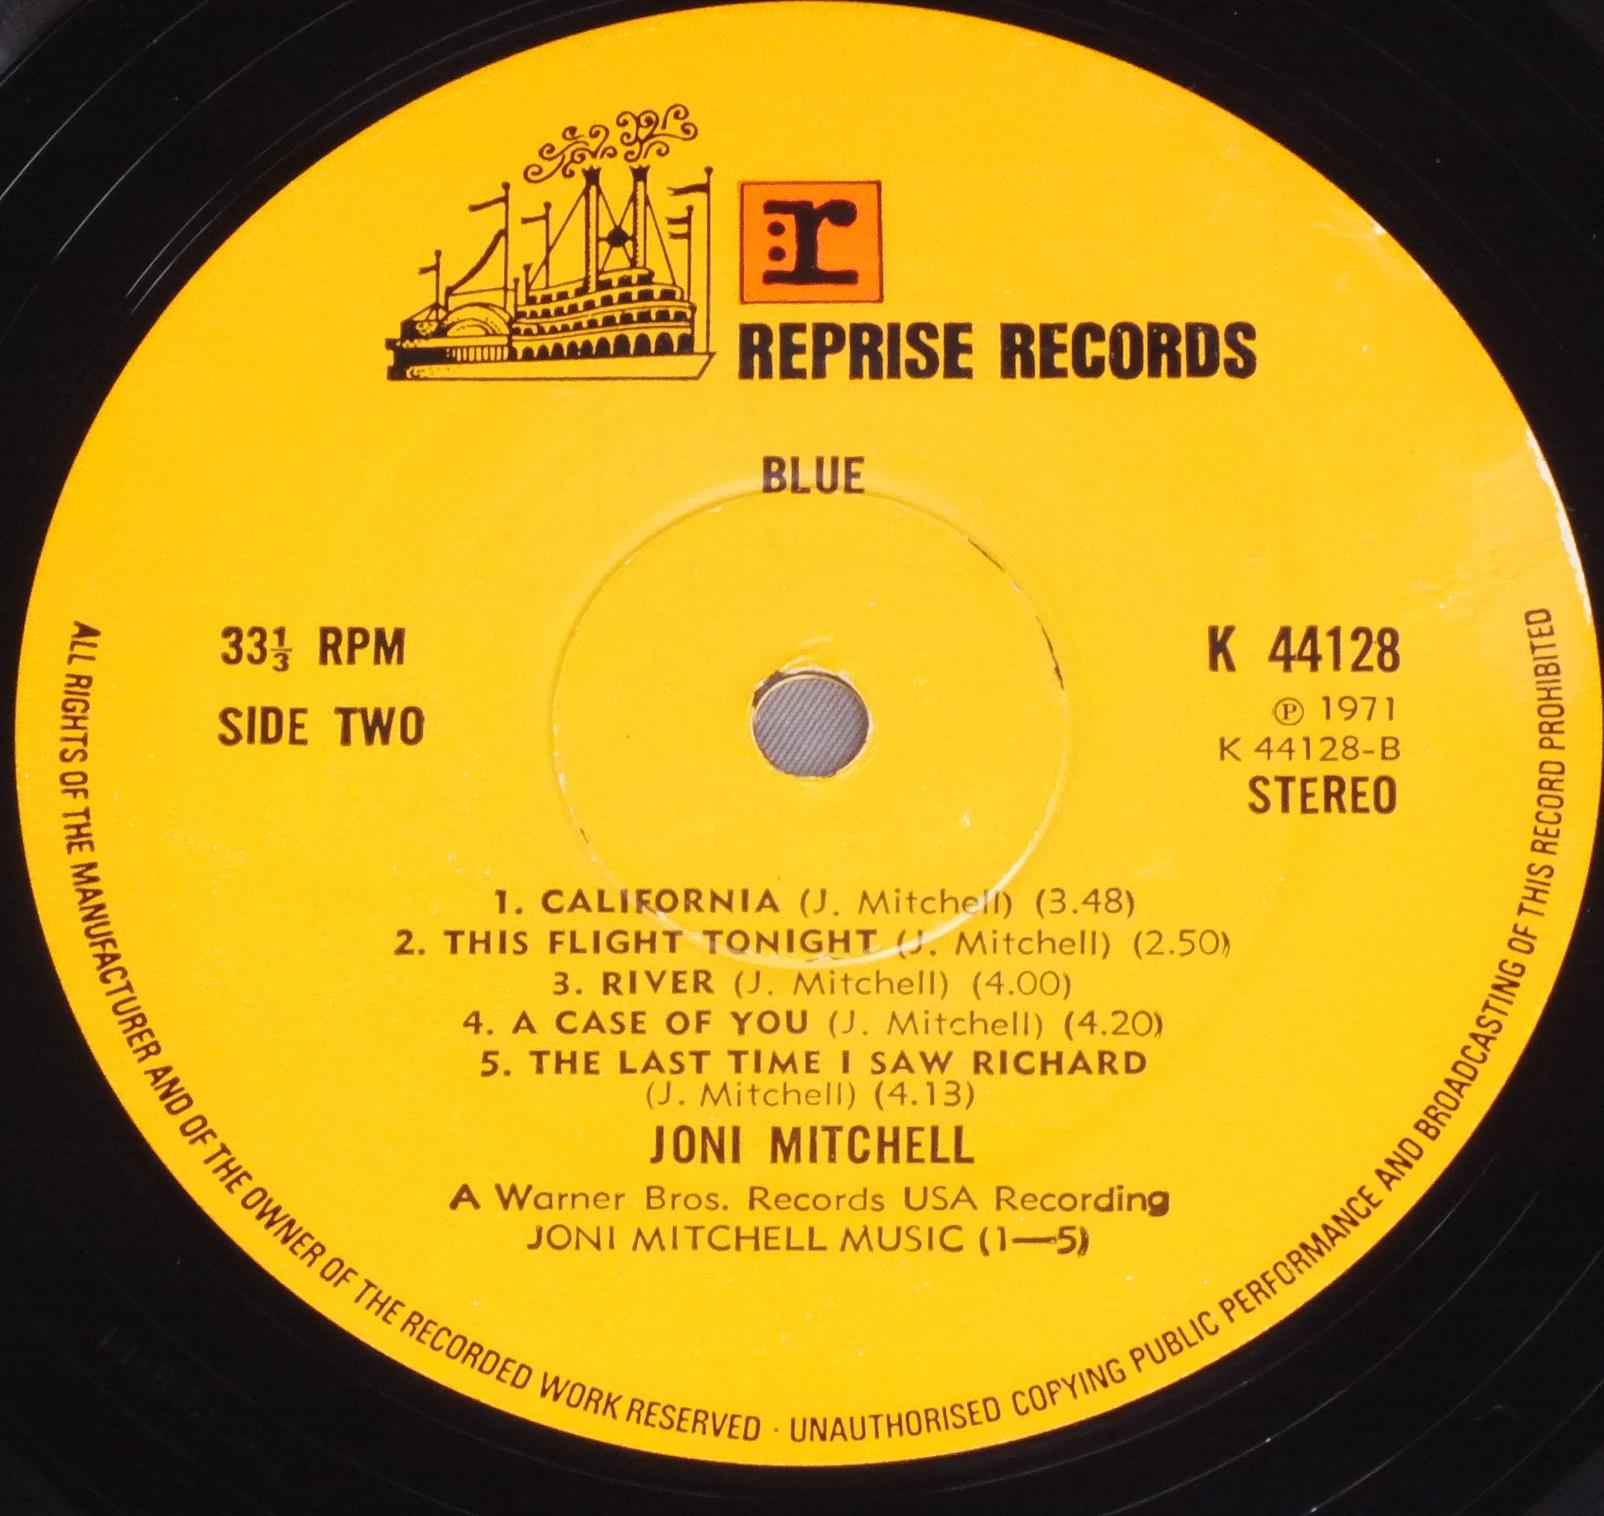 r
REPRISE RECORDS
BLUE
33⅓ RPM
SIDE TWO
K 44128
℗ 1971
K 44128-B
STEREO
1. CALIFORNIA (J. Mitchell) (3.48)
2. THIS FLIGHT TONIGHT (J. Mitchell) (2.50)
3. RIVER (J. Mitchell) (4.00)
4. A CASE OF YOU (J. Mitchell) (4.20)
5. THE LAST TIME I SAW RICHARD
(J. Mitchell) (4.13)
JONI MITCHELL
A Warner Bros. Records USA Recording
JONI MITCHELL MUSIC (1—5)
ALL RIGHTS OF THE MANUFACTURER AND OF THE OWNER OF THE RECORDED WORK RESERVED · UNAUTHORISED COPYING PUBLIC PERFORMANCE AND BROADCASTING OF THIS RECORD PROHIBITED